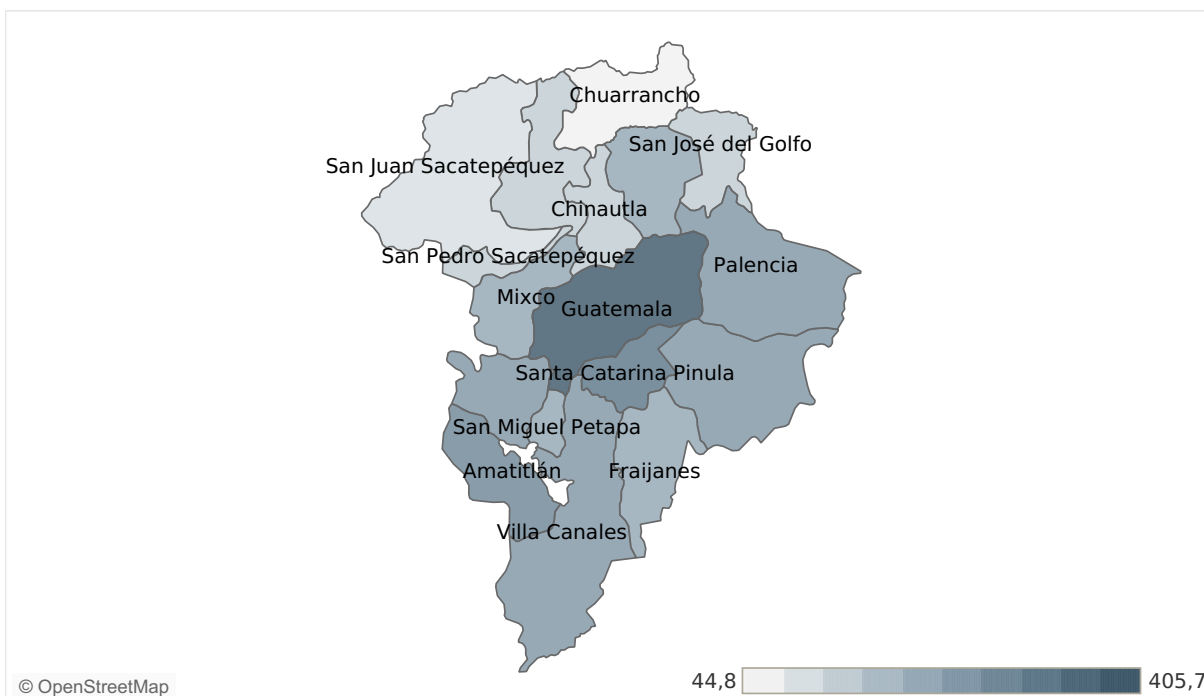 Chuarrancho
San José del Golfo
San Juan Sacatepéquez
Chinautla
San Pedro Sacatepéquez
Palencia
Mixco
Guatemala
Santa Catarina Pinula
San Miguel Petapa
Amatitlán
Fraijanes
Villa Canales
44,8
405,7
© OpenStreetMap